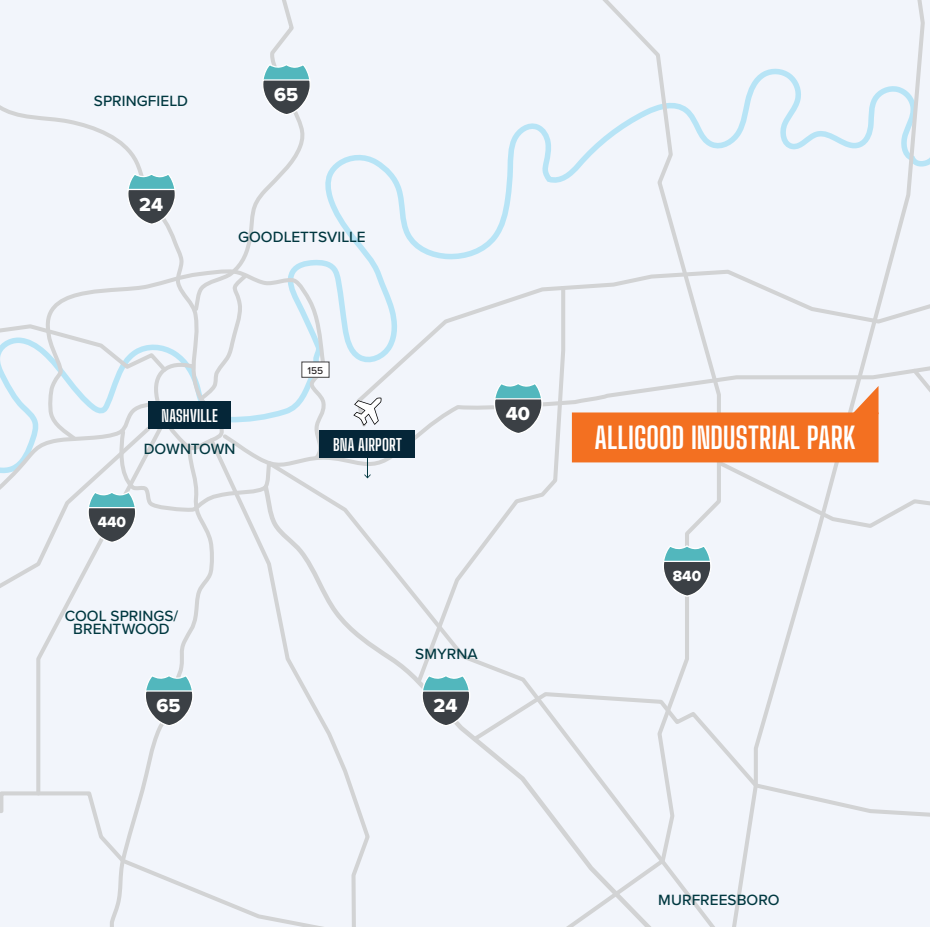 65
SPRINGFIELD
24
GOODLETTSVILLE
155
40
NASHVILLE
BNA AIRPORT
ALLIGOOD INDUSTRIAL PARK
DOWNTOWN
440
840
COOL SPRINGS/
BRENTWOOD
SMYRNA
65
24
MURFREESBORO